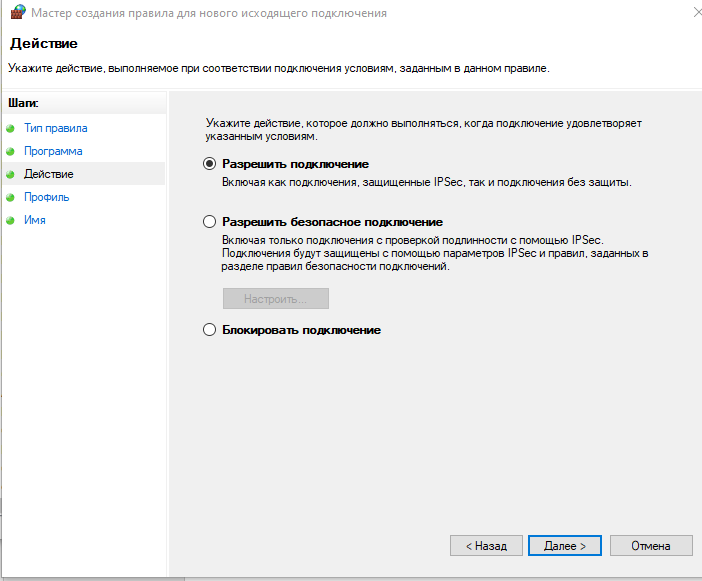 Мастер создания правила для нового исходящего подключения
Действие
Укажите действие, выполняемое при соответствии подключения условиям, заданным в данном правиле.
Шаги:
Тип правила
Программа
Действие
Профиль
Имя
Укажите действие, которое должно выполняться, когда подключение удовлетворяет
указанным условиям.
Разрешить подключение
Включая как подключения, защищенные IPSec, так и подключения без защиты.
Разрешить безопасное подключение
Включая только подключения с проверкой подлинности с помощью IPSec.
Подключения будут защищены с помощью параметров IPSec и правил, заданных в
разделе правил безопасности подключений.
Настроить...
Блокировать подключение
< Назад
Далее >
Отмена